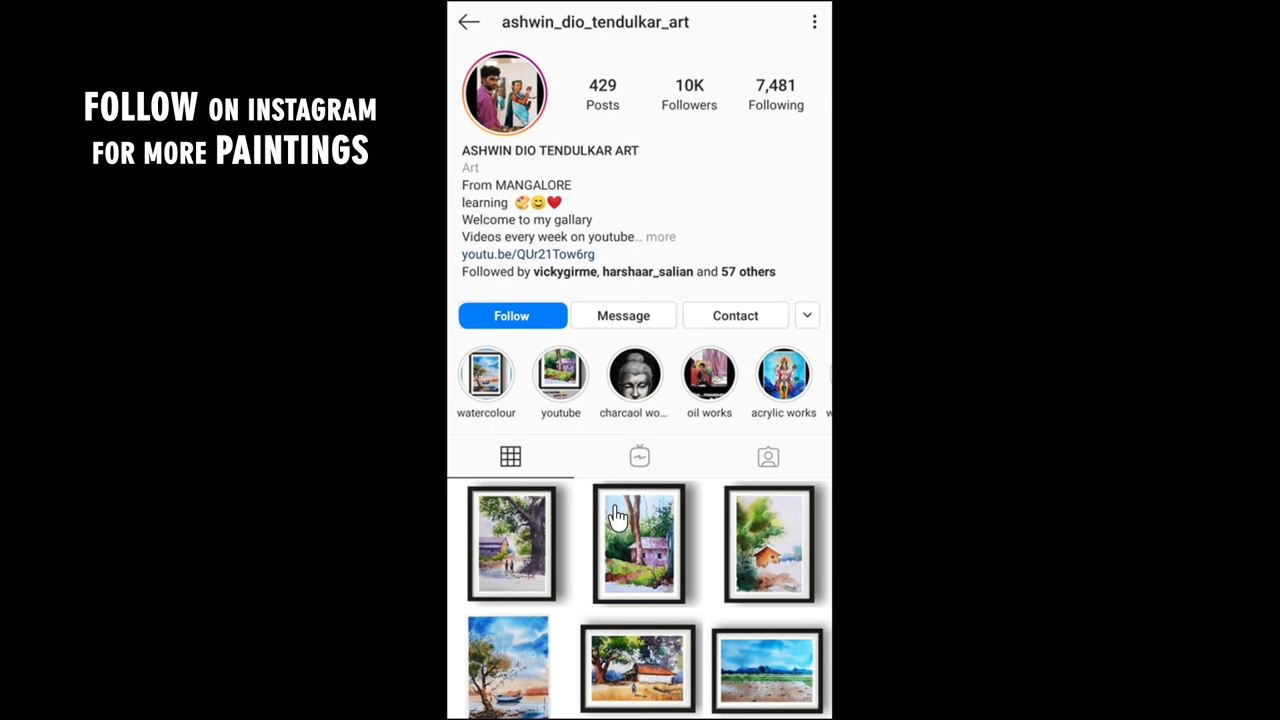 FOLLOW ON INSTAGRAM
FOR MORE PAINTINGS
ashwin_dio_tendulkar_art
429 10K 7,481
Posts Followers Following
ASHWIN DIO TENDULKAR ART
Art
From MANGALORE
learning 🎨😊❤️
Welcome to my gallary
Videos every week on youtube... more
youtu.be/QUr21Tow6rg
Followed by vickygirme, harshaar_salian and 57 others
Follow Message Contact
watercolour youtube charcaol wo... oil works acrylic works